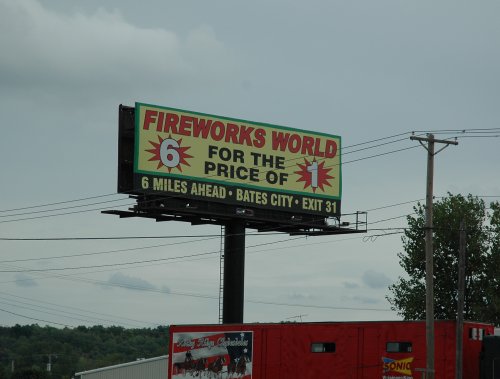 FIREWORKS WORLD
6 FOR THE PRICE OF 1
6 MILES AHEAD • BATES CITY • EXIT 31
SONIC